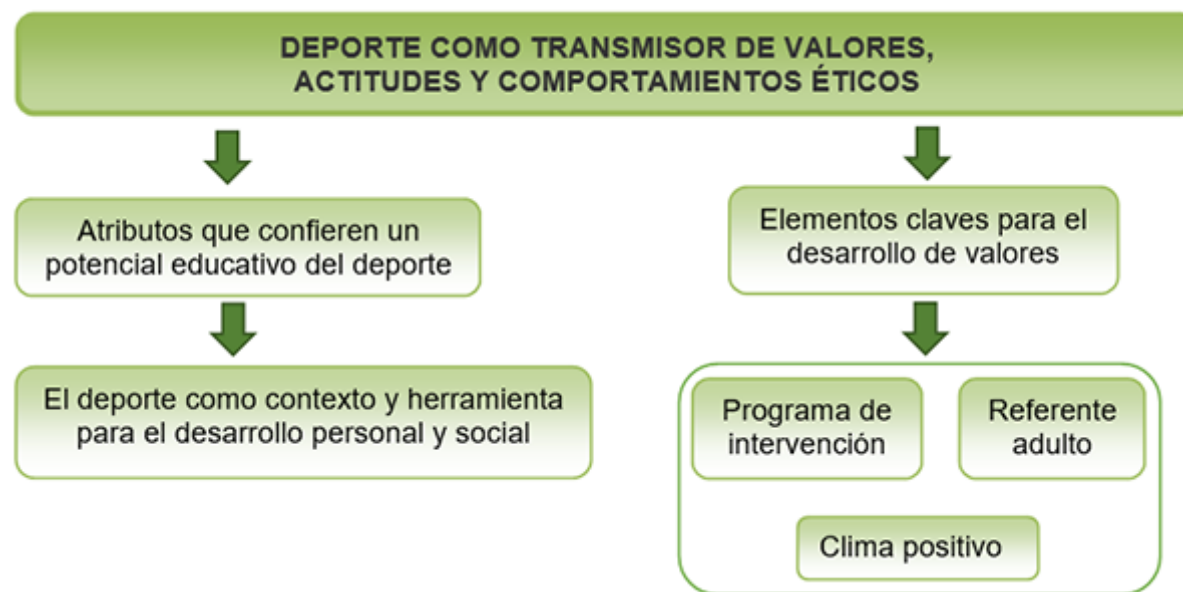 DEPORTE COMO TRANSMISOR DE VALORES,
ACTITUDES Y COMPORTAMIENTOS ÉTICOS
Atributos que confieren un
potencial educativo del deporte
El deporte como contexto y herramienta
para el desarrollo personal y social
Elementos claves para el
desarrollo de valores
Programa de
intervención
Referente
adulto
Clima positivo